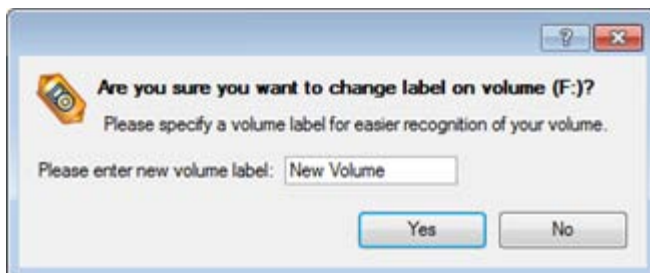 Are you sure you want to change label on volume (F:)?
Please specify a volume label for easier recognition of your volume.
Please enter new volume label: New Volume
Yes No